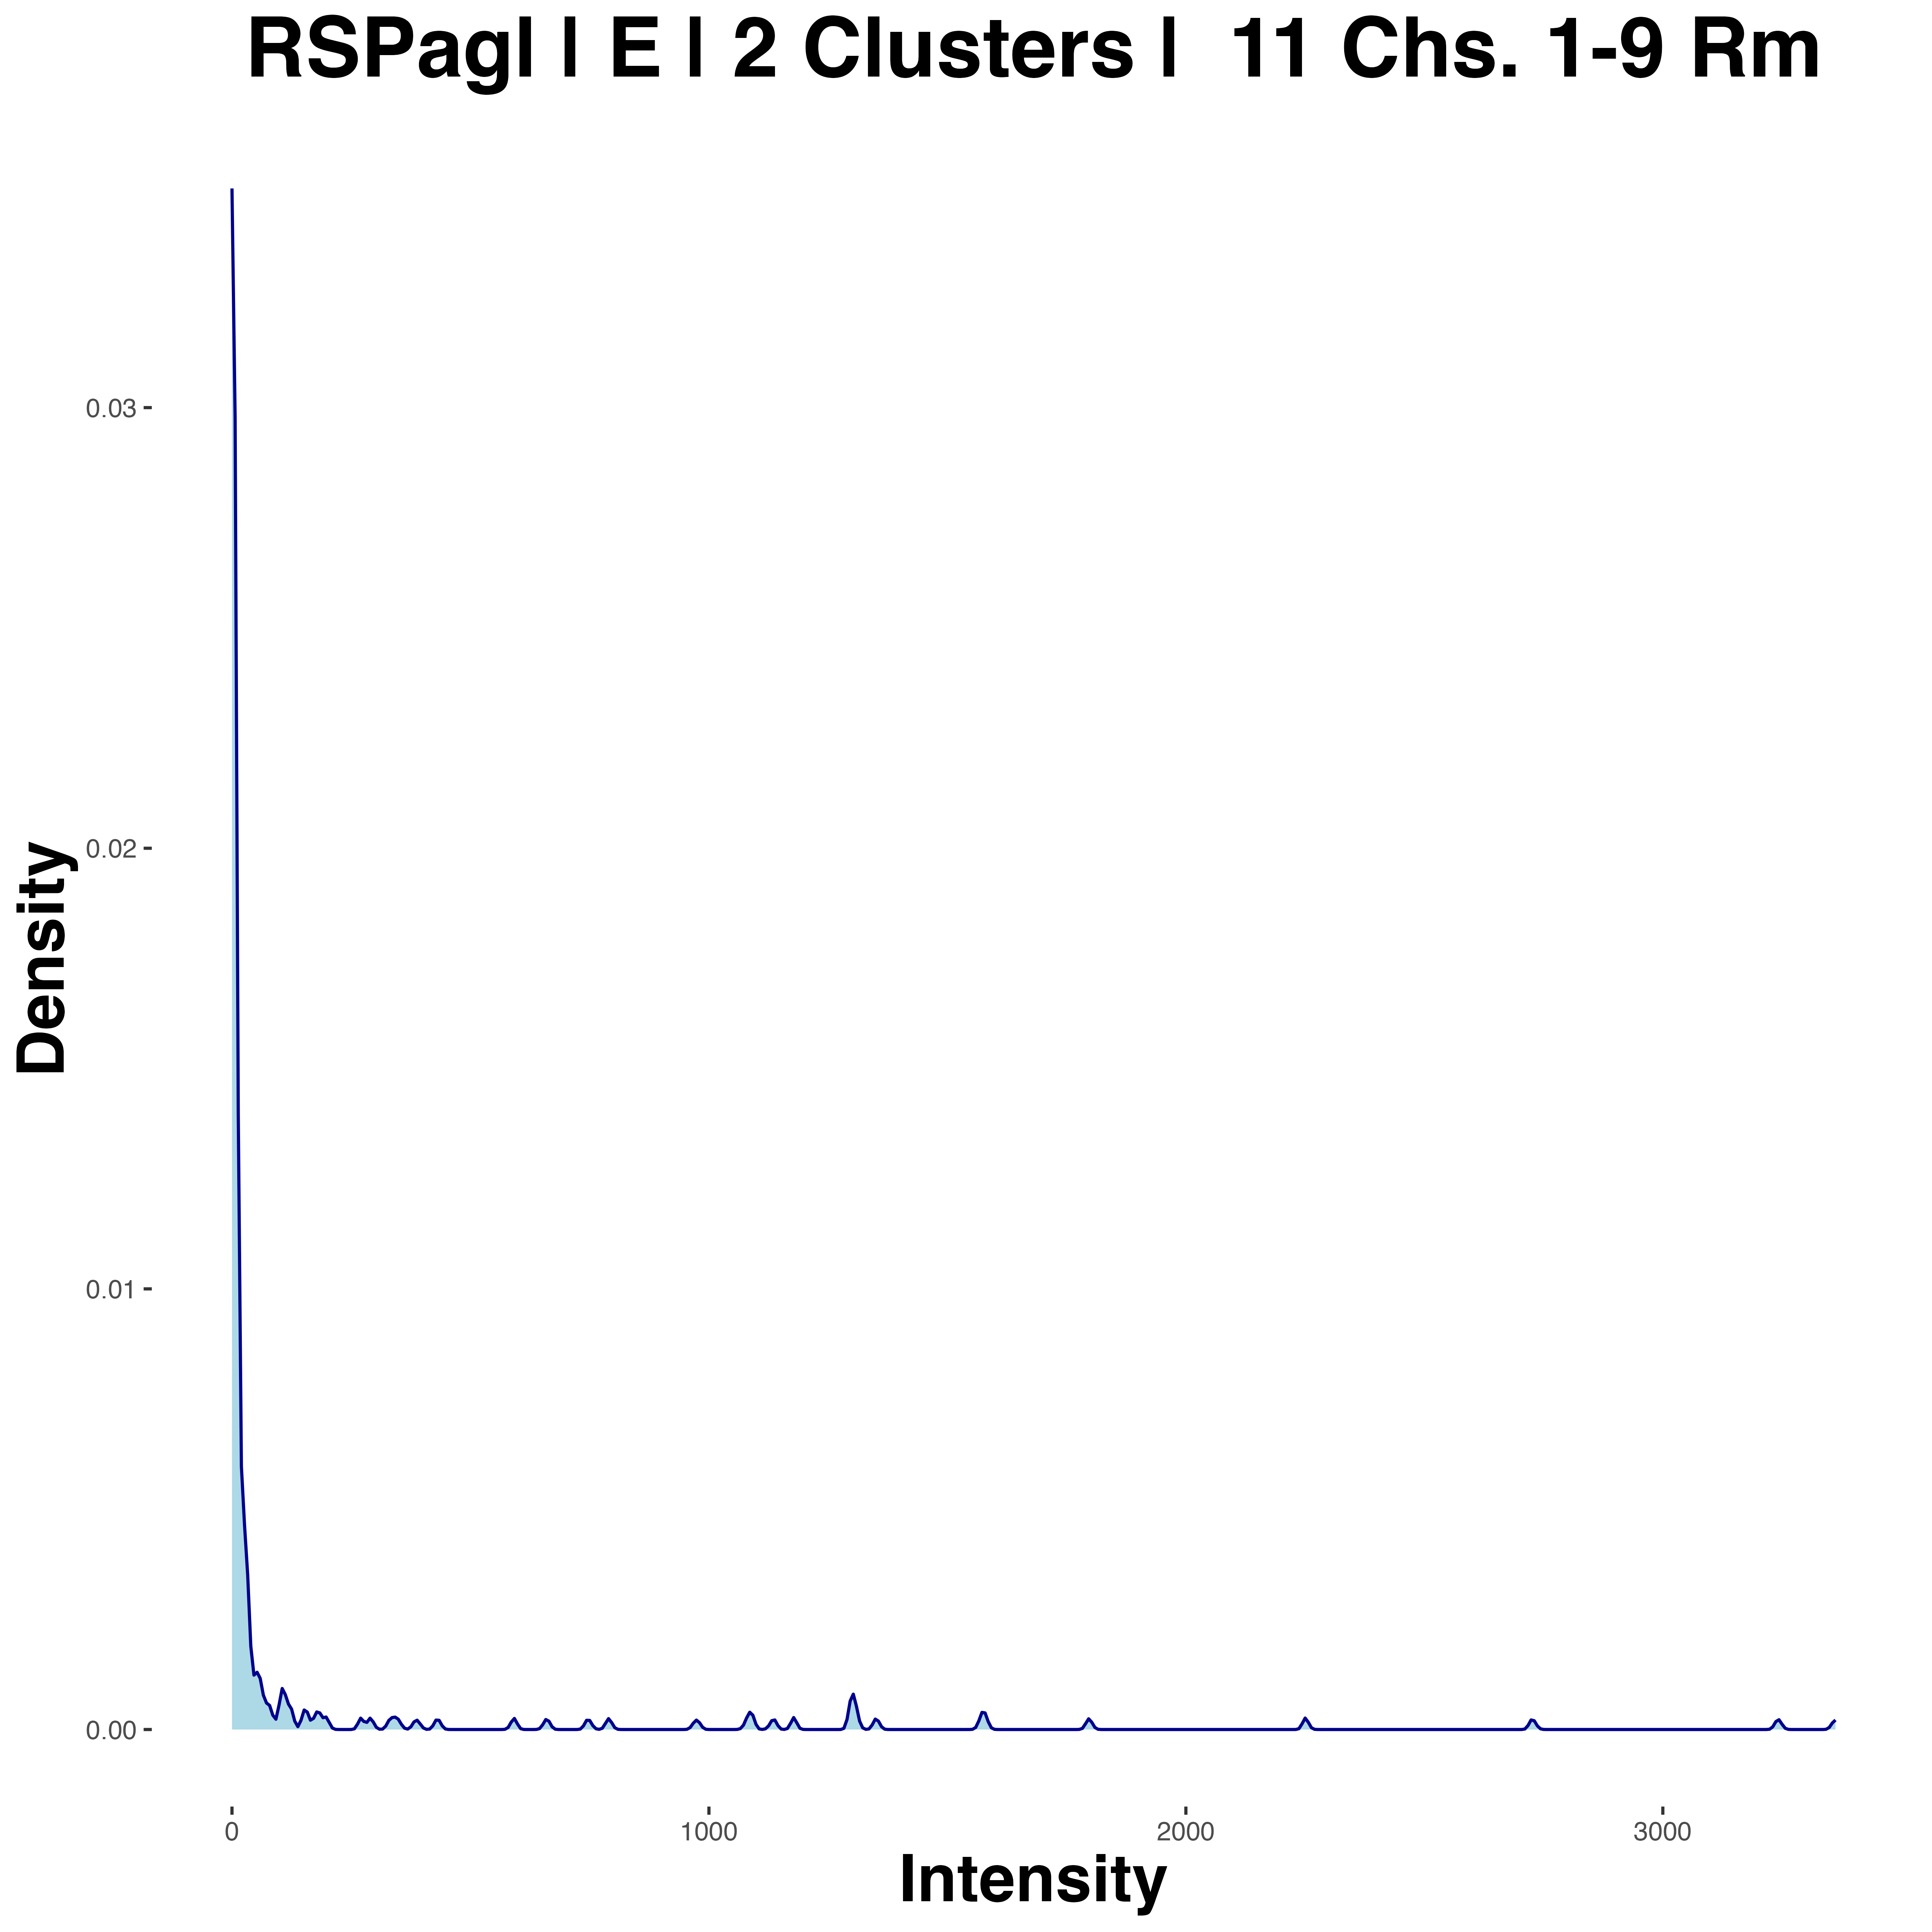 RSPagl | E | 2 Clusters | 11 Chs. 1-9 Rm
0.03
0.02
0.01
0.00
Density
0
1000
2000
3000
Intensity